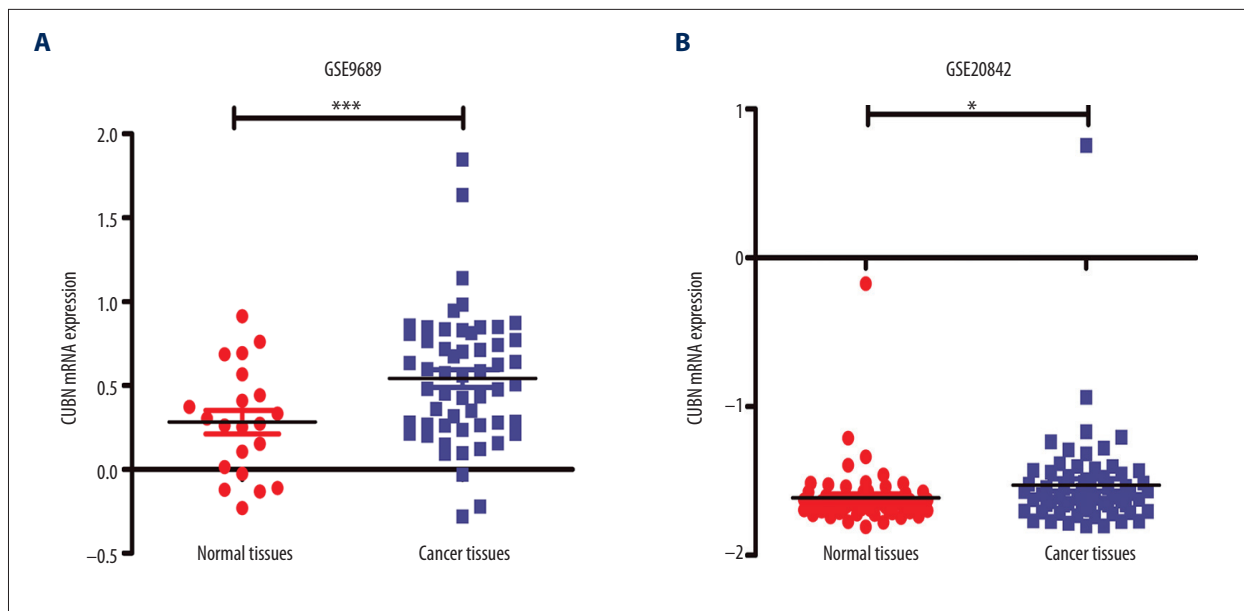 A
GSE9689
***
2.0
1.5
1.0
0.5
0.0
–0.5
CUBN mRNA expression
Normal tissues
Cancer tissues
B
GSE20842
*
1
0
–1
–2
CUBN mRNA expression
Normal tissues
Cancer tissues